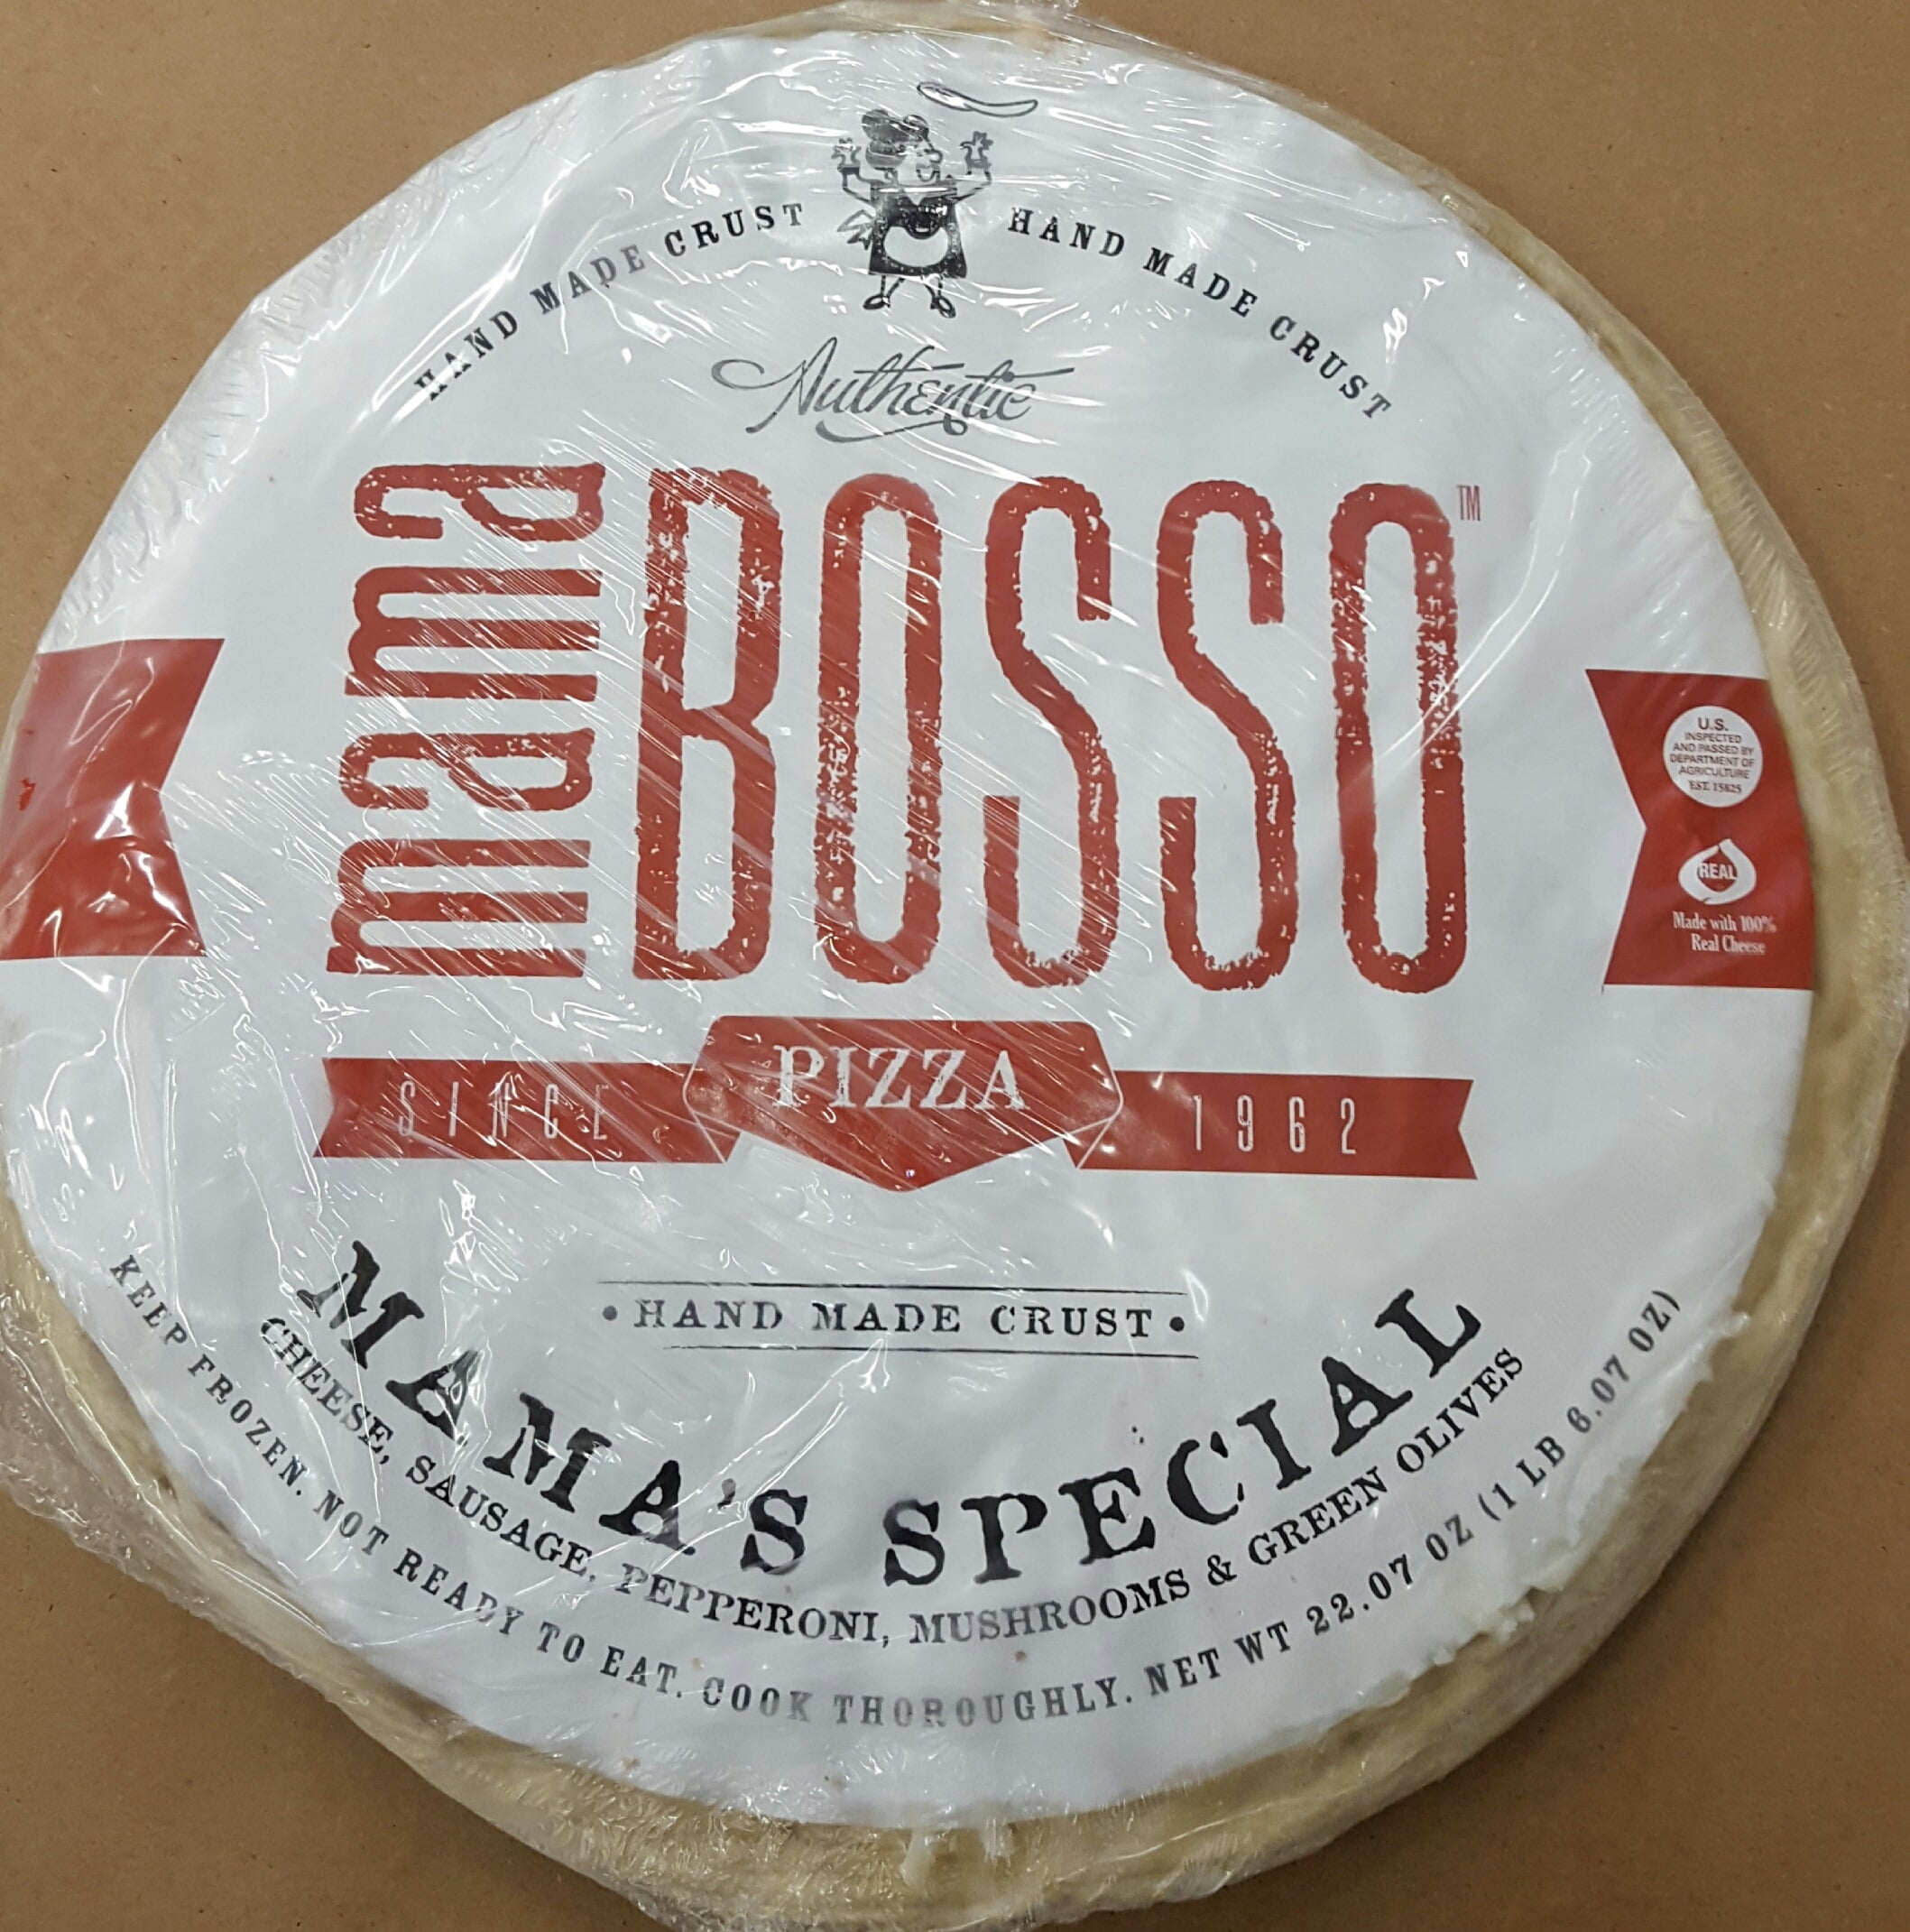 HAND MADE CRUST
HAND MADE CRUST
Authentic
mama
BOSSO™
U.S.
INSPECTED
AND PASSED BY
DEPARTMENT OF
AGRICULTURE
EST. 15825
REAL
Made with 100%
Real Cheese
PIZZA
SINCE 1962
• HAND MADE CRUST •
MAMA'S SPECIAL
CHEESE, SAUSAGE, PEPPERONI, MUSHROOMS & GREEN OLIVES
KEEP FROZEN. NOT READY TO EAT. COOK THOROUGHLY. NET WT 22.07 OZ (1 LB 6.07 OZ)